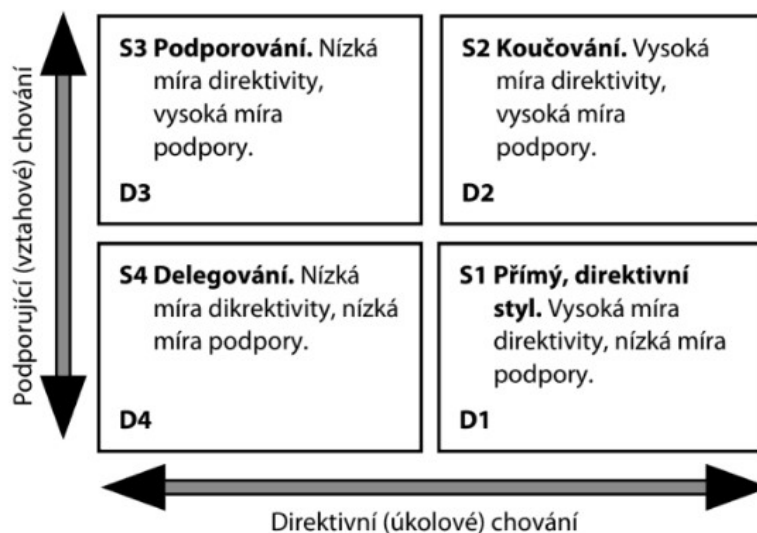 Podporující (vztahové) chování
S3 Podporování. Nízká
míra direktivity,
vysoká míra
podpory.
D3
S2 Koučování. Vysoká
míra direktivity,
vysoká míra
podpory.
D2
S4 Delegování. Nízká
míra dikrektivity, nízká
míra podpory.
D4
S1 Přímý, direktivní
styl. Vysoká míra
direktivity, nízká míra
podpory.
D1
Direktivní (úkolové) chování